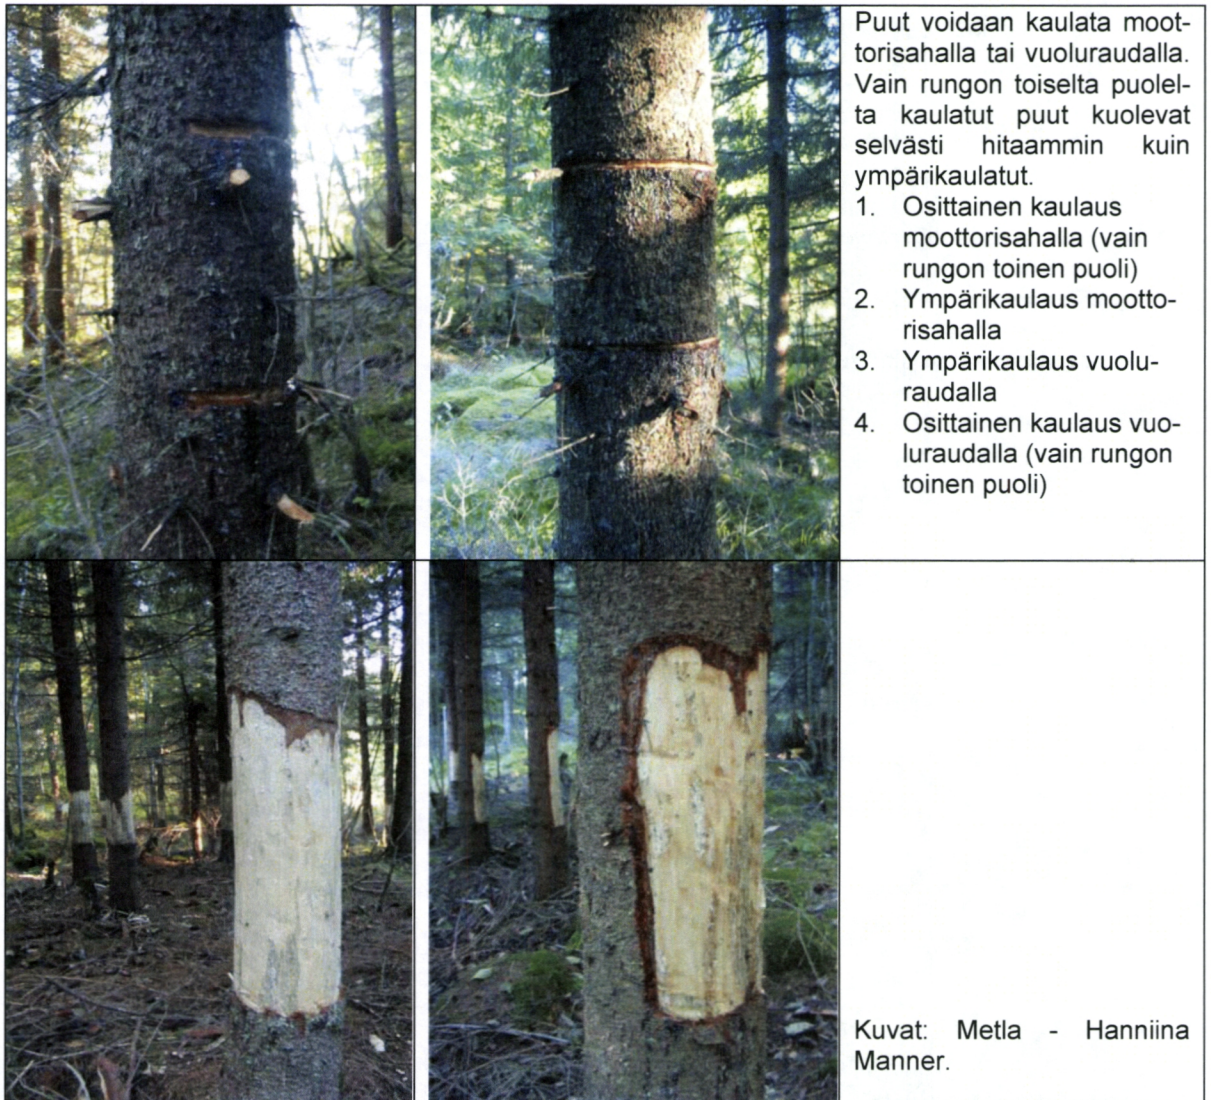 Puut voidaan kaulata moot-
torisahalla tai vuoluraudalla.
Vain rungon toiselta puolel-
ta kaulatut puut kuolevat
selvästi hitaammin kuin
ympärikaulatut.
1. Osittainen kaulaus
moottorisahalla (vain
rungon toinen puoli)
2. Ympärikaulaus mootto-
risahalla
3. Ympärikaulaus vuolu-
raudalla
4. Osittainen kaulaus vuo-
luraudalla (vain rungon
toinen puoli)
Kuvat: Metla - Hanniina
Manner.